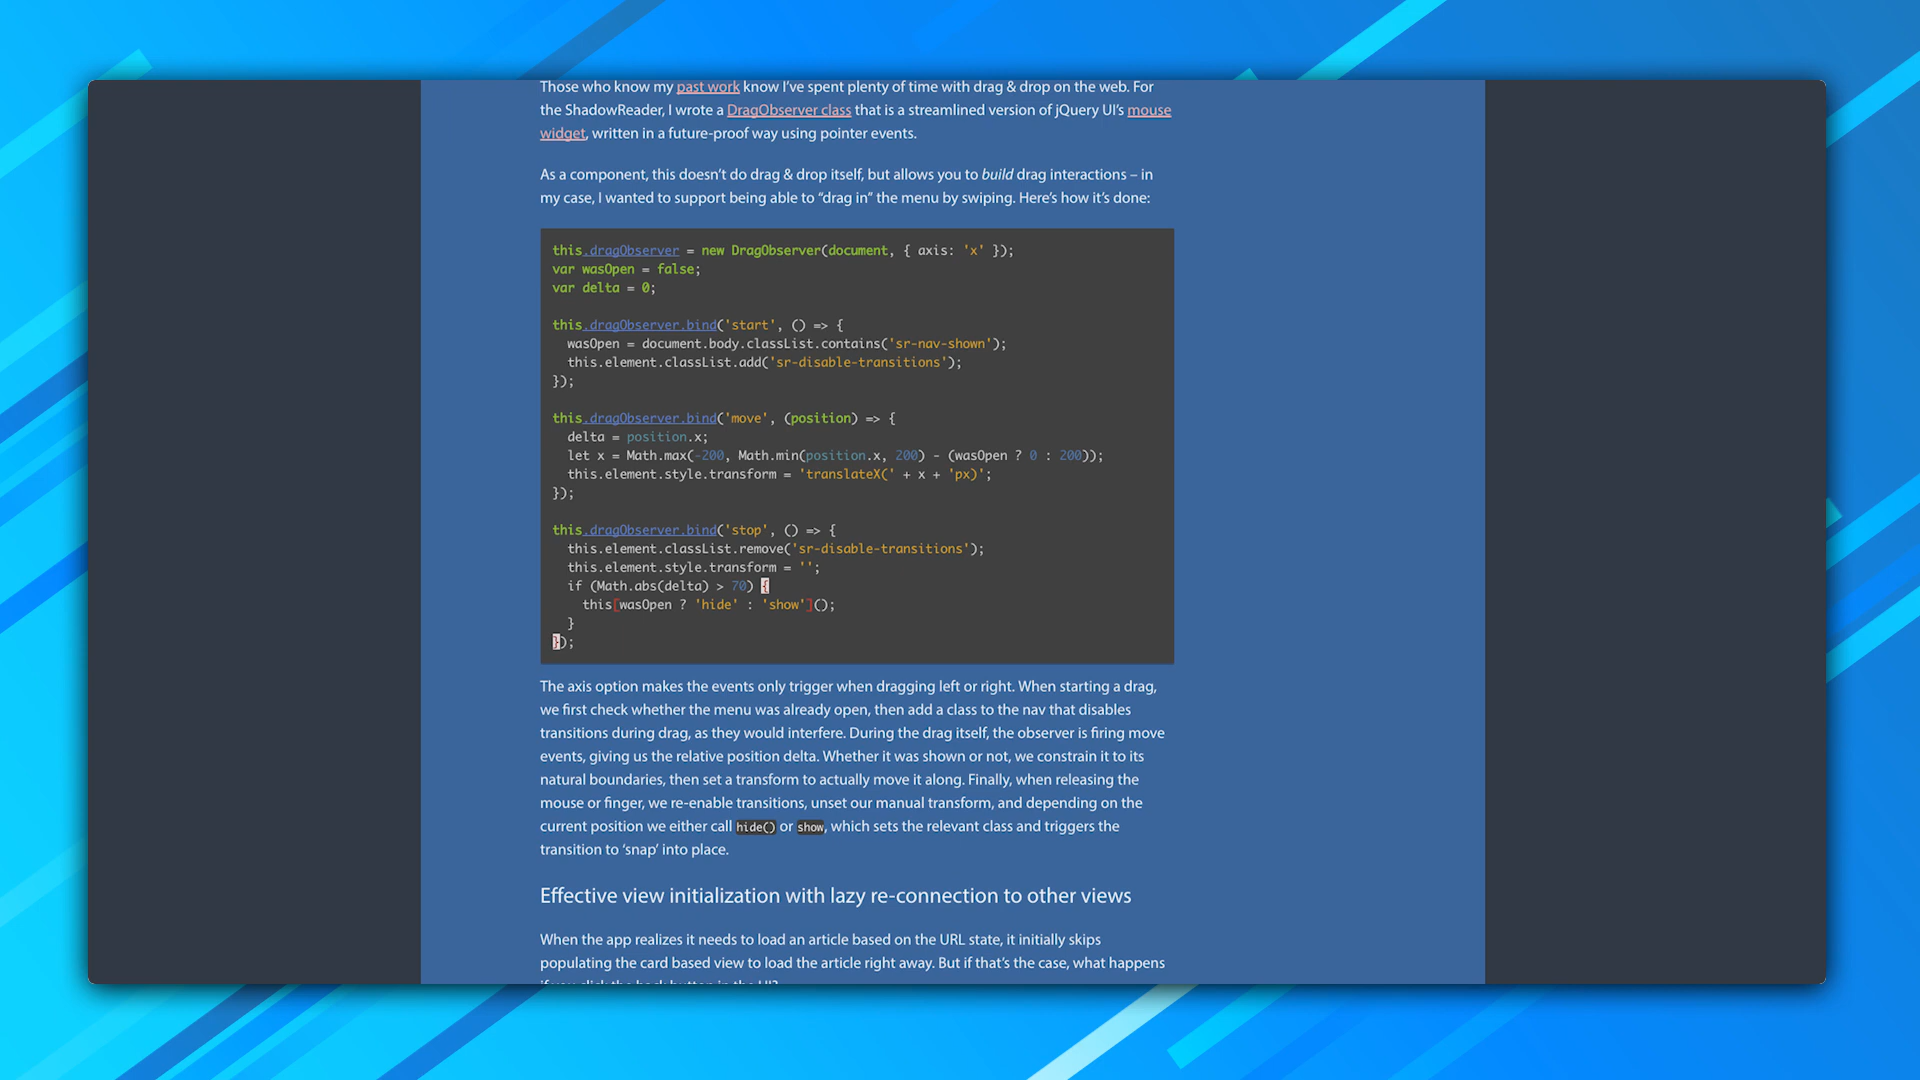 Those who know my past work know I’ve spent plenty of time with drag & drop on the web. For
the ShadowReader, I wrote a DragObserver class that is a streamlined version of jQuery UI’s mouse
widget, written in a future-proof way using pointer events.
As a component, this doesn’t do drag & drop itself, but allows you to build drag interactions – in
my case, I wanted to support being able to “drag in” the menu by swiping. Here’s how it’s done:
this.dragObserver = new DragObserver(document, { axis: 'x' });
var wasOpen = false;
var delta = 0;
this.dragObserver.bind('start', () => {
  wasOpen = document.body.classList.contains('sr-nav-shown');
  this.element.classList.add('sr-disable-transitions');
});
this.dragObserver.bind('move', (position) => {
  delta = position.x;
  let x = Math.max(-200, Math.min(position.x, 200) - (wasOpen ? 0 : 200));
  this.element.style.transform = 'translateX(' + x + 'px)';
});
this.dragObserver.bind('stop', () => {
  this.element.classList.remove('sr-disable-transitions');
  this.element.style.transform = '';
  if (Math.abs(delta) > 70) {
    this[wasOpen ? 'hide' : 'show']();
  }
});
The axis option makes the events only trigger when dragging left or right. When starting a drag,
we first check whether the menu was already open, then add a class to the nav that disables
transitions during drag, as they would interfere. During the drag itself, the observer is firing move
events, giving us the relative position delta. Whether it was shown or not, we constrain it to its
natural boundaries, then set a transform to actually move it along. Finally, when releasing the
mouse or finger, we re-enable transitions, unset our manual transform, and depending on the
current position we either call hide() or show, which sets the relevant class and triggers the
transition to ‘snap’ into place.
Effective view initialization with lazy re-connection to other views
When the app realizes it needs to load an article based on the URL state, it initially skips
populating the card based view to load the article right away. But if that’s the case, what happens
if you click the back button in the UI?